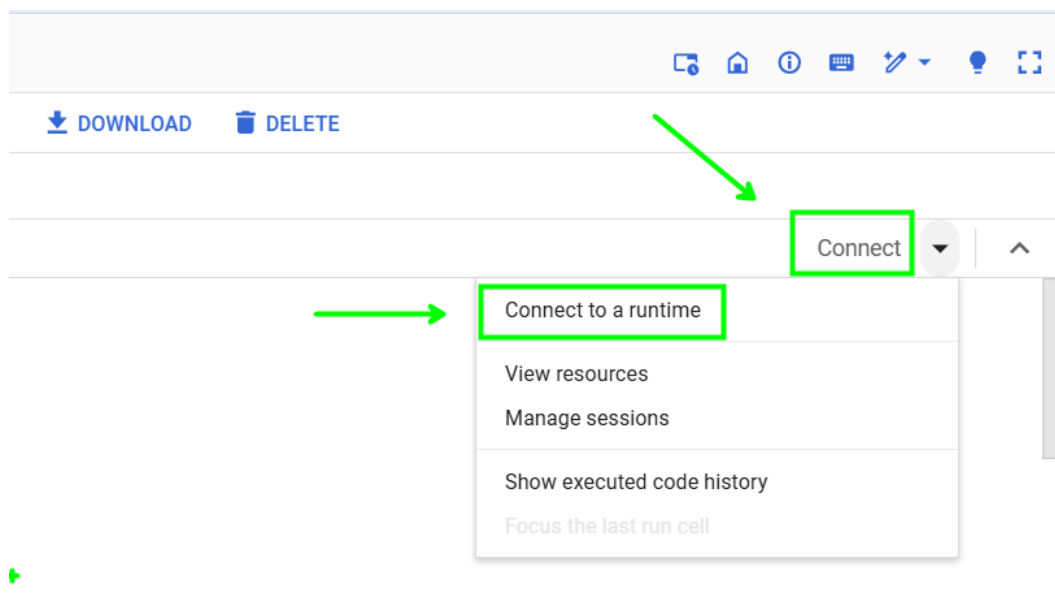 DOWNLOAD DELETE
Connect
Connect to a runtime
View resources
Manage sessions
Show executed code history
Focus the last run cell